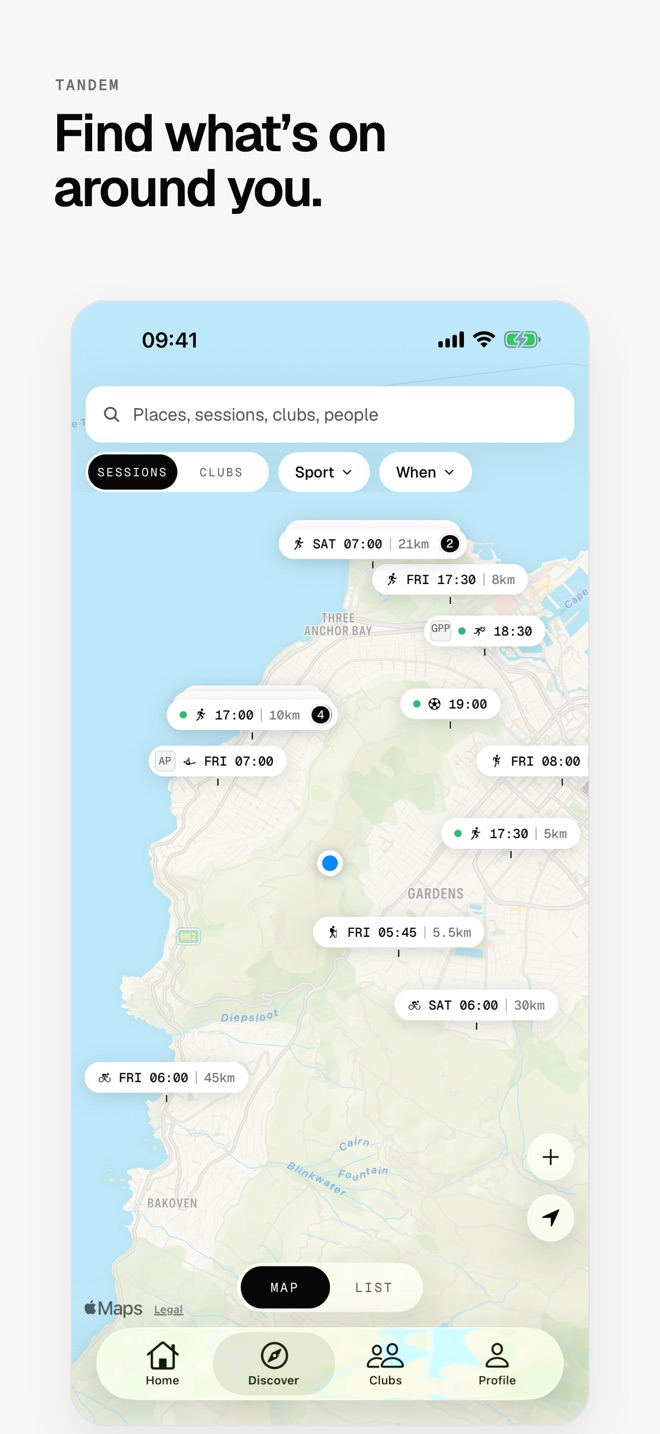 TANDEM
Find what’s on
around you.
09:41
Places, sessions, clubs, people
SESSIONS CLUBS Sport When
SAT 07:00 21km 2
FRI 17:30 8km
Cape
THREE
ANCHOR BAY
GPP 18:30
19:00
17:00 10km 4
AP FRI 07:00
FRI 08:00
17:30 5km
GARDENS
FRI 05:45 5.5km
M62
SAT 06:00 30km
Diepsloot
FRI 06:00 45km
Cairn
Fountain
Blinkwater
BAKOVEN
MAP LIST
Maps Legal
Home Discover Clubs Profile